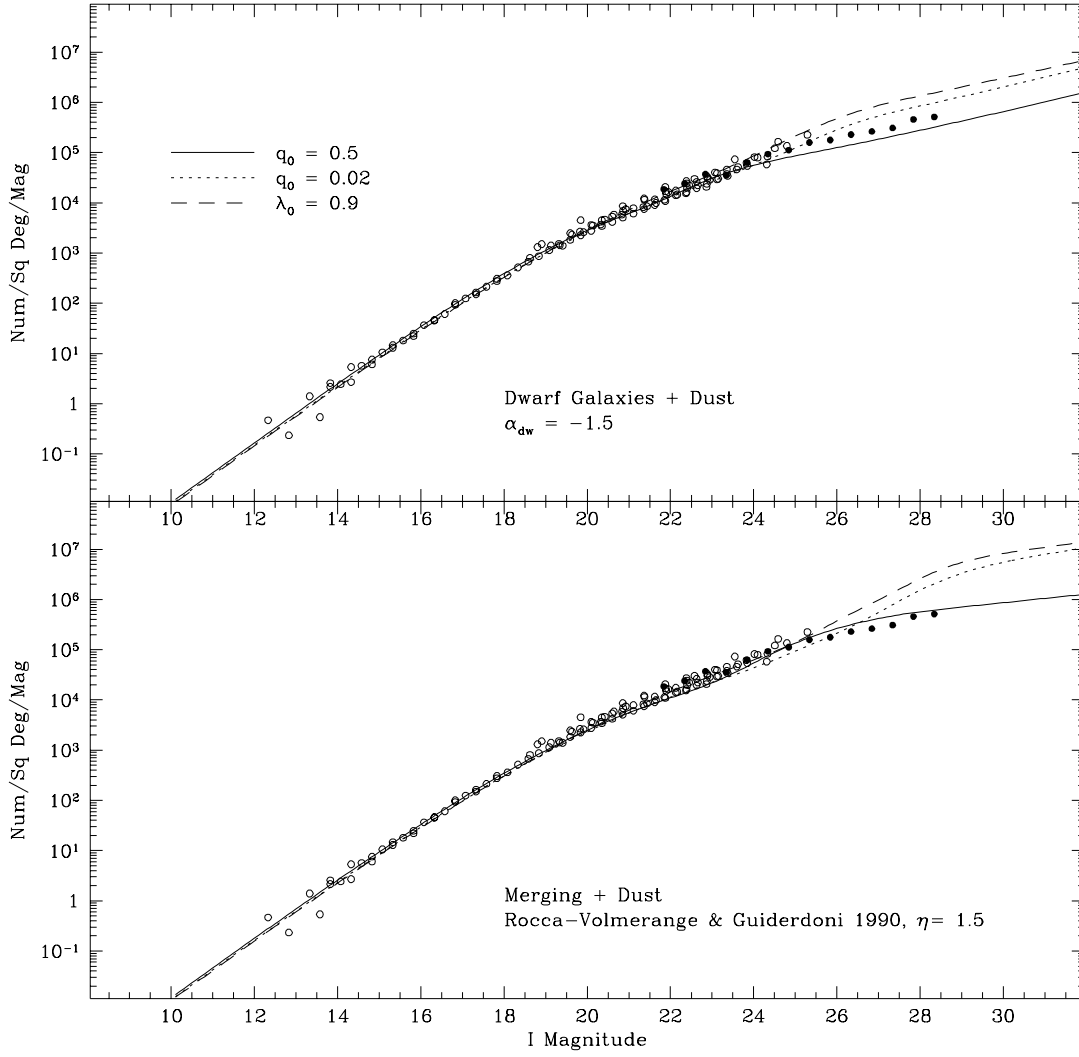 10⁷
10⁶
10⁵
10⁴
10³
10²
10¹
1
10⁻¹
Num/Sq Deg/Mag
q₀ = 0.5
q₀ = 0.02
λ₀ = 0.9
Dwarf Galaxies + Dust
α_dw = −1.5
10 12 14 16 18 20 22 24 26 28 30
10⁷
10⁶
10⁵
10⁴
10³
10²
10¹
1
10⁻¹
Num/Sq Deg/Mag
Merging + Dust
Rocca−Volmerange & Guiderdoni 1990, η= 1.5
10 12 14 16 18 20 22 24 26 28 30
I Magnitude